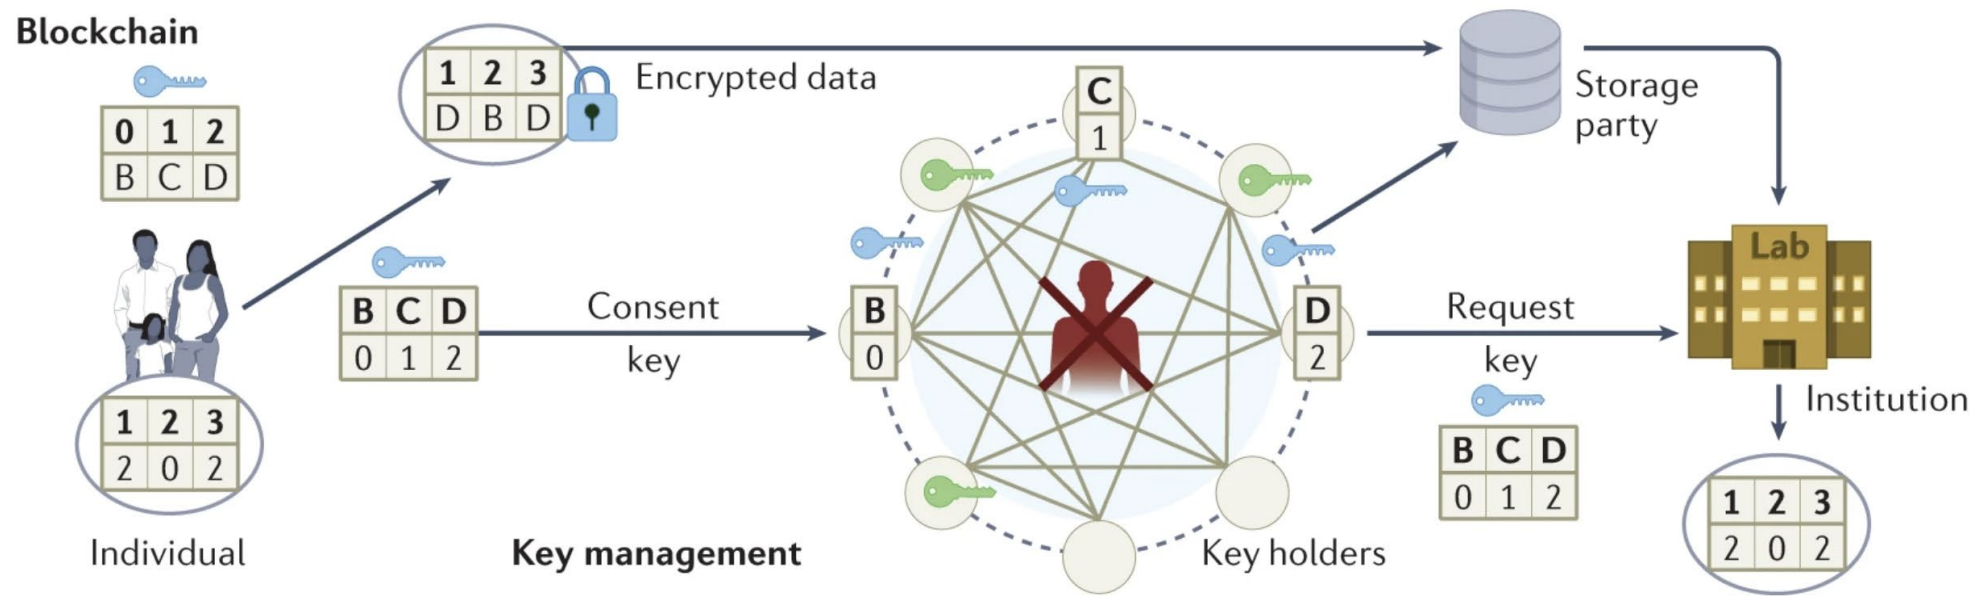 Blockchain
0 1 2
B C D
1 2 3
2 0 2
Individual
1 2 3
D B D
Encrypted data
B C D
0 1 2
Consent
key
Key management
C
1
B
0
D
2
Key holders
Storage
party
Request
key
B C D
0 1 2
Lab
Institution
1 2 3
2 0 2